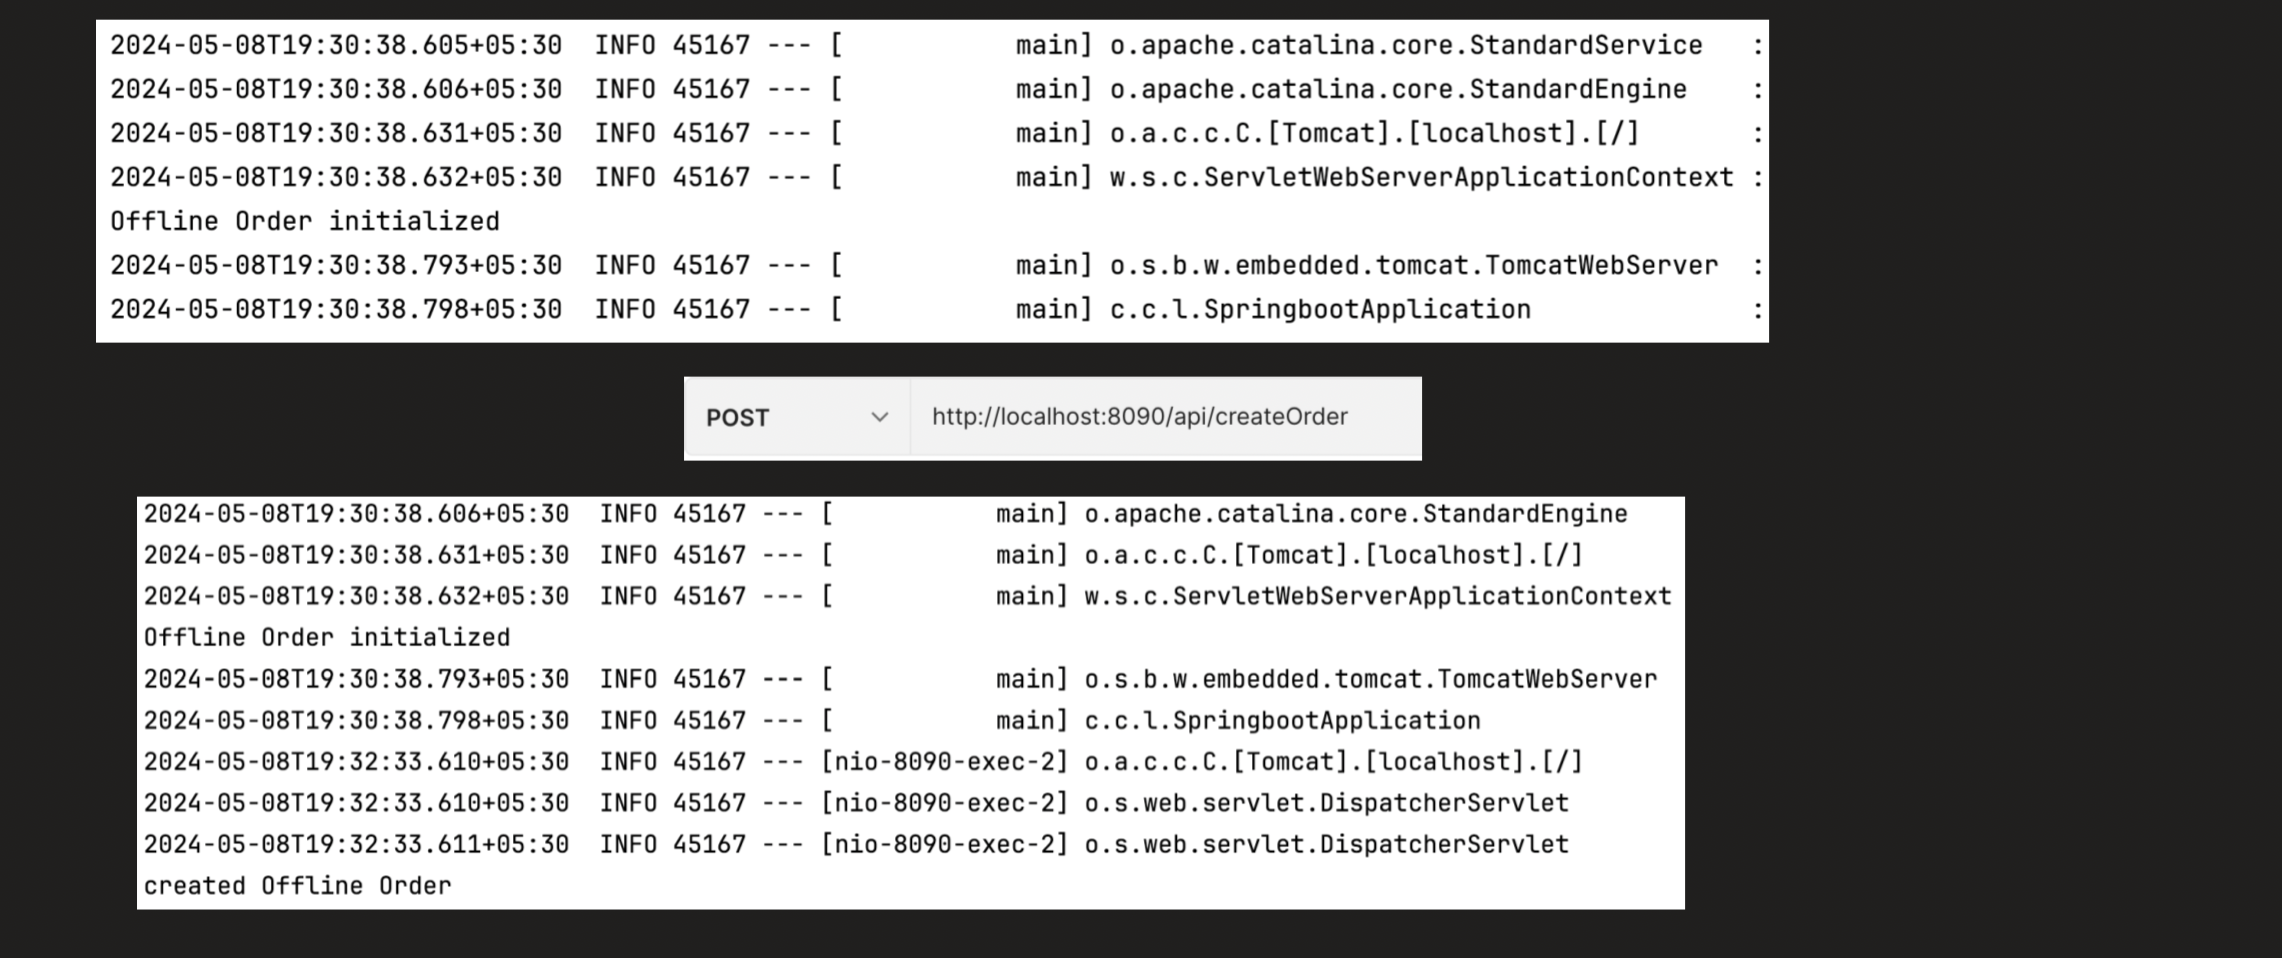 2024-05-08T19:30:38.605+05:30  INFO 45167 --- [           main] o.apache.catalina.core.StandardService   :
2024-05-08T19:30:38.606+05:30  INFO 45167 --- [           main] o.apache.catalina.core.StandardEngine    :
2024-05-08T19:30:38.631+05:30  INFO 45167 --- [           main] o.a.c.c.C.[Tomcat].[localhost].[/]       :
2024-05-08T19:30:38.632+05:30  INFO 45167 --- [           main] w.s.c.ServletWebServerApplicationContext :
Offline Order initialized
2024-05-08T19:30:38.793+05:30  INFO 45167 --- [           main] o.s.b.w.embedded.tomcat.TomcatWebServer  :
2024-05-08T19:30:38.798+05:30  INFO 45167 --- [           main] c.c.l.SpringbootApplication              :
POST http://localhost:8090/api/createOrder
2024-05-08T19:30:38.606+05:30  INFO 45167 --- [           main] o.apache.catalina.core.StandardEngine
2024-05-08T19:30:38.631+05:30  INFO 45167 --- [           main] o.a.c.c.C.[Tomcat].[localhost].[/]
2024-05-08T19:30:38.632+05:30  INFO 45167 --- [           main] w.s.c.ServletWebServerApplicationContext
Offline Order initialized
2024-05-08T19:30:38.793+05:30  INFO 45167 --- [           main] o.s.b.w.embedded.tomcat.TomcatWebServer
2024-05-08T19:30:38.798+05:30  INFO 45167 --- [           main] c.c.l.SpringbootApplication
2024-05-08T19:32:33.610+05:30  INFO 45167 --- [nio-8090-exec-2] o.a.c.c.C.[Tomcat].[localhost].[/]
2024-05-08T19:32:33.610+05:30  INFO 45167 --- [nio-8090-exec-2] o.s.web.servlet.DispatcherServlet
2024-05-08T19:32:33.611+05:30  INFO 45167 --- [nio-8090-exec-2] o.s.web.servlet.DispatcherServlet
created Offline Order